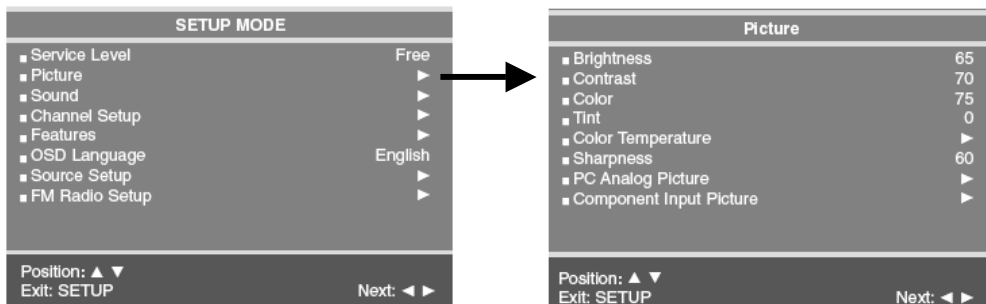 SETUP MODE
Service Level Free
Picture ▶
Sound ▶
Channel Setup ▶
Features ▶
OSD Language English
Source Setup ▶
FM Radio Setup ▶
Position: ▲ ▼
Exit: SETUP Next: ◀ ▶
Picture
Brightness 65
Contrast 70
Color 75
Tint 0
Color Temperature ▶
Sharpness 60
PC Analog Picture ▶
Component Input Picture ▶
Position: ▲ ▼
Exit: SETUP Next: ◀ ▶